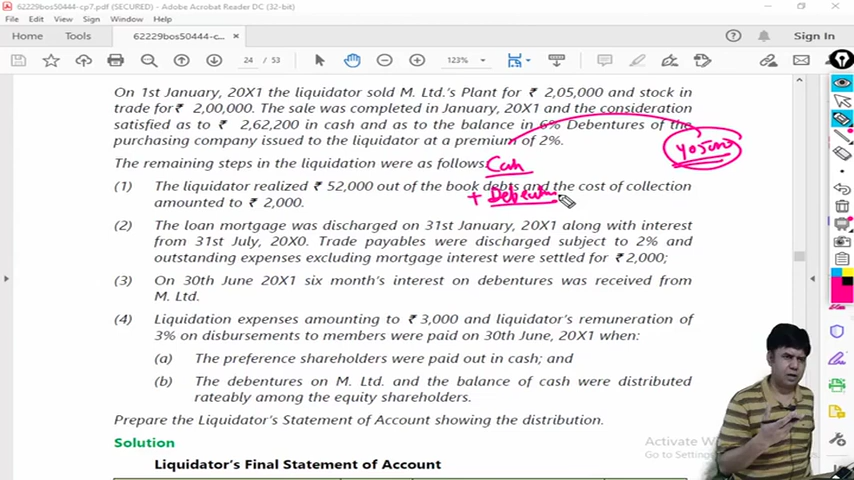 62229bos50444-cp7.pdf (SECURED) - Adobe Acrobat Reader DC (32-bit)
File Edit View Sign Window Help
Home Tools 62229bos50444-c... × Sign In
24 / 53 123%
On 1st January, 20X1 the liquidator sold M. Ltd.'s Plant for ₹ 2,05,000 and stock in
trade for ₹ 2,00,000. The sale was completed in January, 20X1 and the consideration
satisfied as to ₹ 2,62,200 in cash and as to the balance in 6% Debentures of the
purchasing company issued to the liquidator at a premium of 2%.
405000
The remaining steps in the liquidation were as follows:
Cash
(1) The liquidator realized ₹ 52,000 out of the book debts and the cost of collection
amounted to ₹ 2,000.
+
(2) The loan mortgage was discharged on 31st January, 20X1 along with interest
from 31st July, 20X0. Trade payables were discharged subject to 2% and
outstanding expenses excluding mortgage interest were settled for ₹ 2,000;
(3) On 30th June 20X1 six month's interest on debentures was received from
M. Ltd.
(4) Liquidation expenses amounting to ₹ 3,000 and liquidator's remuneration of
3% on disbursements to members were paid on 30th June, 20X1 when:
(a) The preference shareholders were paid out in cash; and
(b) The debentures on M. Ltd. and the balance of cash were distributed
rateably among the equity shareholders.
Prepare the Liquidator's Statement of Account showing the distribution.
Solution
Activate W
Go to Settings
Liquidator's Final Statement of Account